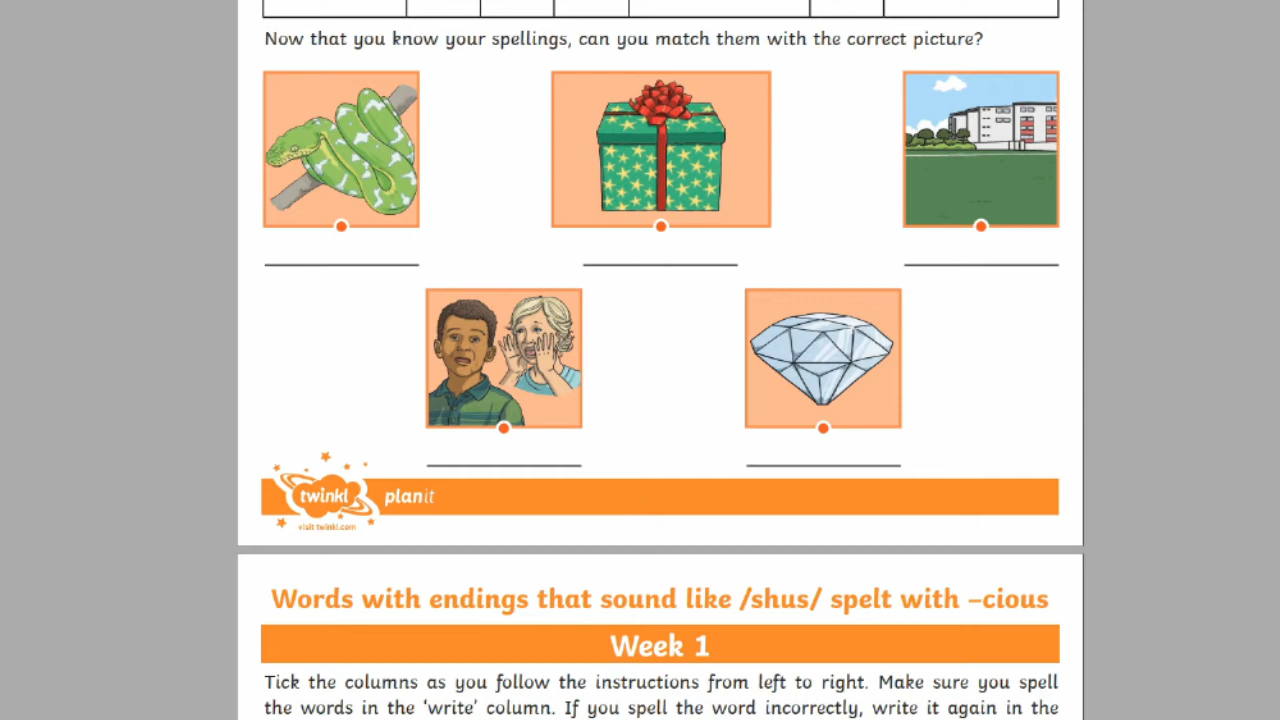 Now that you know your spellings, can you match them with the correct picture?
twinkl
planit
visit twinkl.com
Words with endings that sound like /shus/ spelt with –cious
Week 1
Tick the columns as you follow the instructions from left to right. Make sure you spell
the words in the ‘write’ column. If you spell the word incorrectly, write it again in the